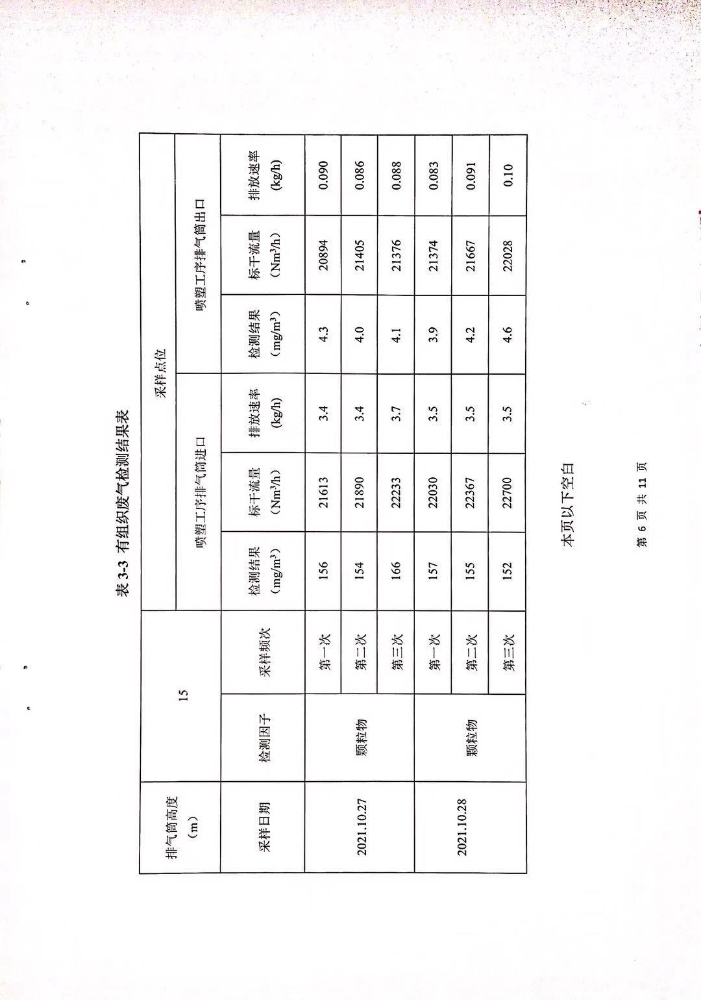 表 3-3 有组织废气检测结果表
排气筒高度 15 采样点位
（m） 喷塑工序排气筒进口 喷塑工序排气筒出口
采样日期 检测因子 采样频次 检测结果 标干流量 排放速率 检测结果 标干流量 排放速率
（mg/m³） （Nm³/h） (kg/h) （mg/m³） （Nm³/h） (kg/h)
第一次 156 21613 3.4 4.3 20894 0.090
2021.10.27 颗粒物 第二次 154 21890 3.4 4.0 21405 0.086
第三次 166 22233 3.7 4.1 21376 0.088
第一次 157 22030 3.5 3.9 21374 0.083
2021.10.28 颗粒物 第二次 155 22367 3.5 4.2 21667 0.091
第三次 152 22700 3.5 4.6 22028 0.10
本页以下空白
第 6 页 共 11 页